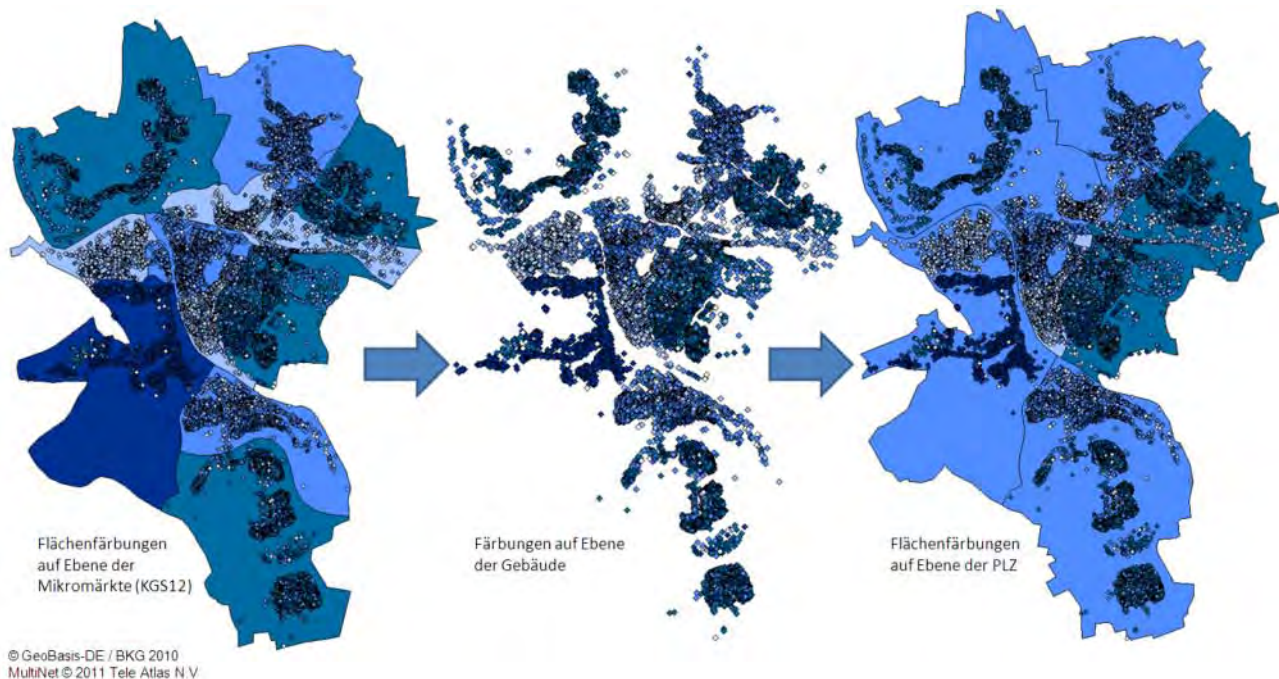 Flächenfärbungen
auf Ebene der
Mikromärkte (KGS12)
Färbungen auf Ebene
der Gebäude
Flächenfärbungen
auf Ebene der PLZ
© GeoBasis-DE / BKG 2010
MultiNet © 2011 Tele Atlas N.V